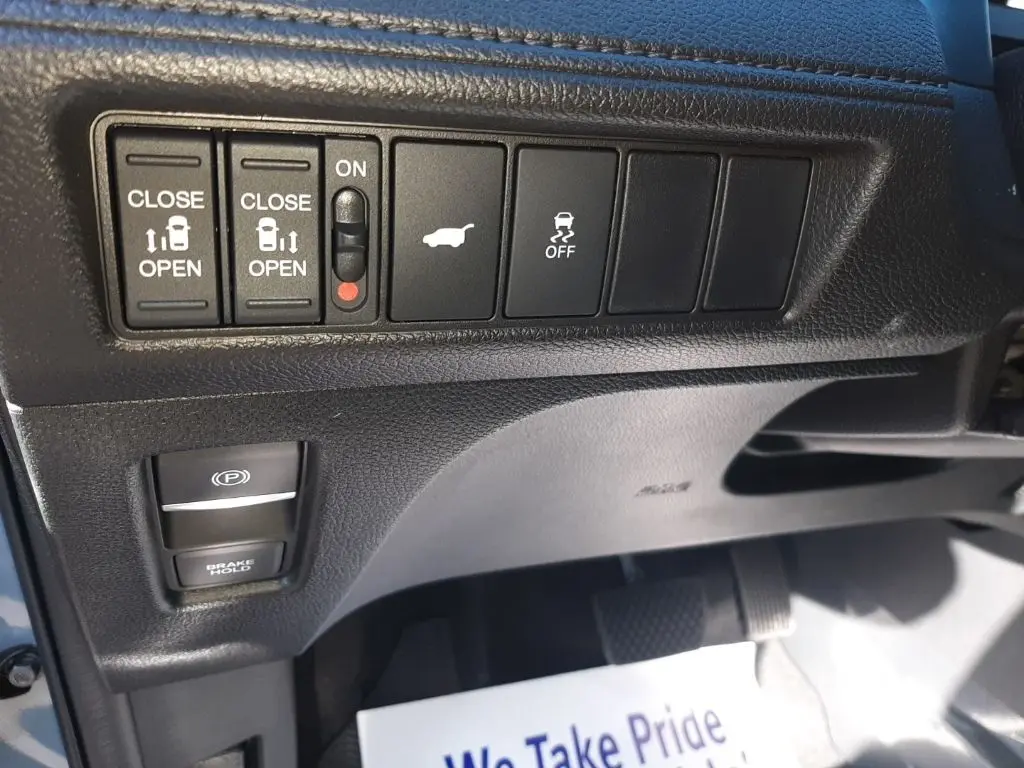 CLOSE
OPEN
CLOSE
OPEN
ON
OFF
P
BRAKE
HOLD
We Take Pride